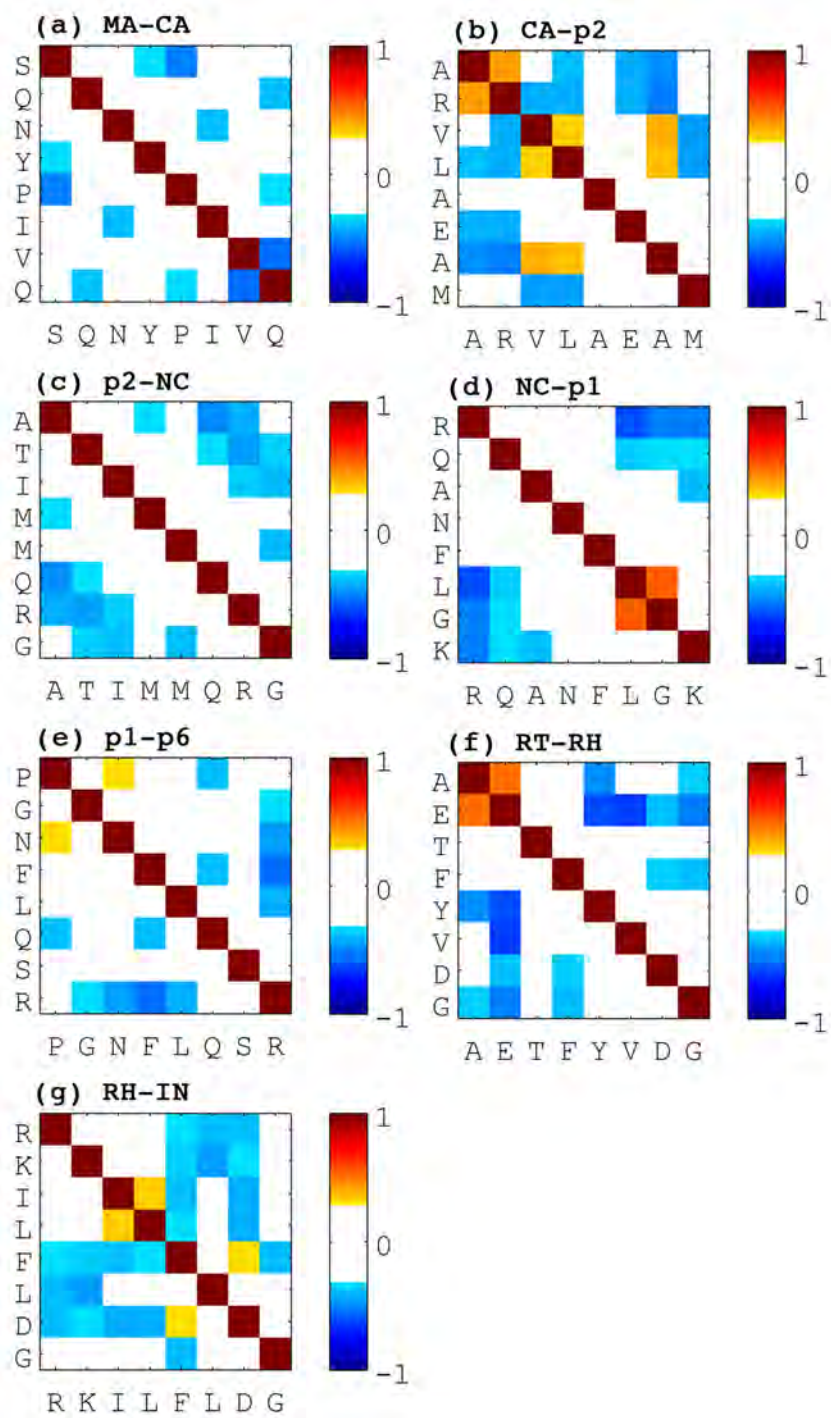 (a) MA-CA
S
Q
N
Y
P
I
V
Q
S Q N Y P I V Q
1
0
-1
(b) CA-p2
A
R
V
L
A
E
A
M
A R V L A E A M
1
0
-1
(c) p2-NC
A
T
I
M
M
Q
R
G
A T I M M Q R G
1
0
-1
(d) NC-p1
R
Q
A
N
F
L
G
K
R Q A N F L G K
1
0
-1
(e) p1-p6
P
G
N
F
L
Q
S
R
P G N F L Q S R
1
0
-1
(f) RT-RH
A
E
T
F
Y
V
D
G
A E T F Y V D G
1
0
-1
(g) RH-IN
R
K
I
L
F
L
D
G
R K I L F L D G
1
0
-1